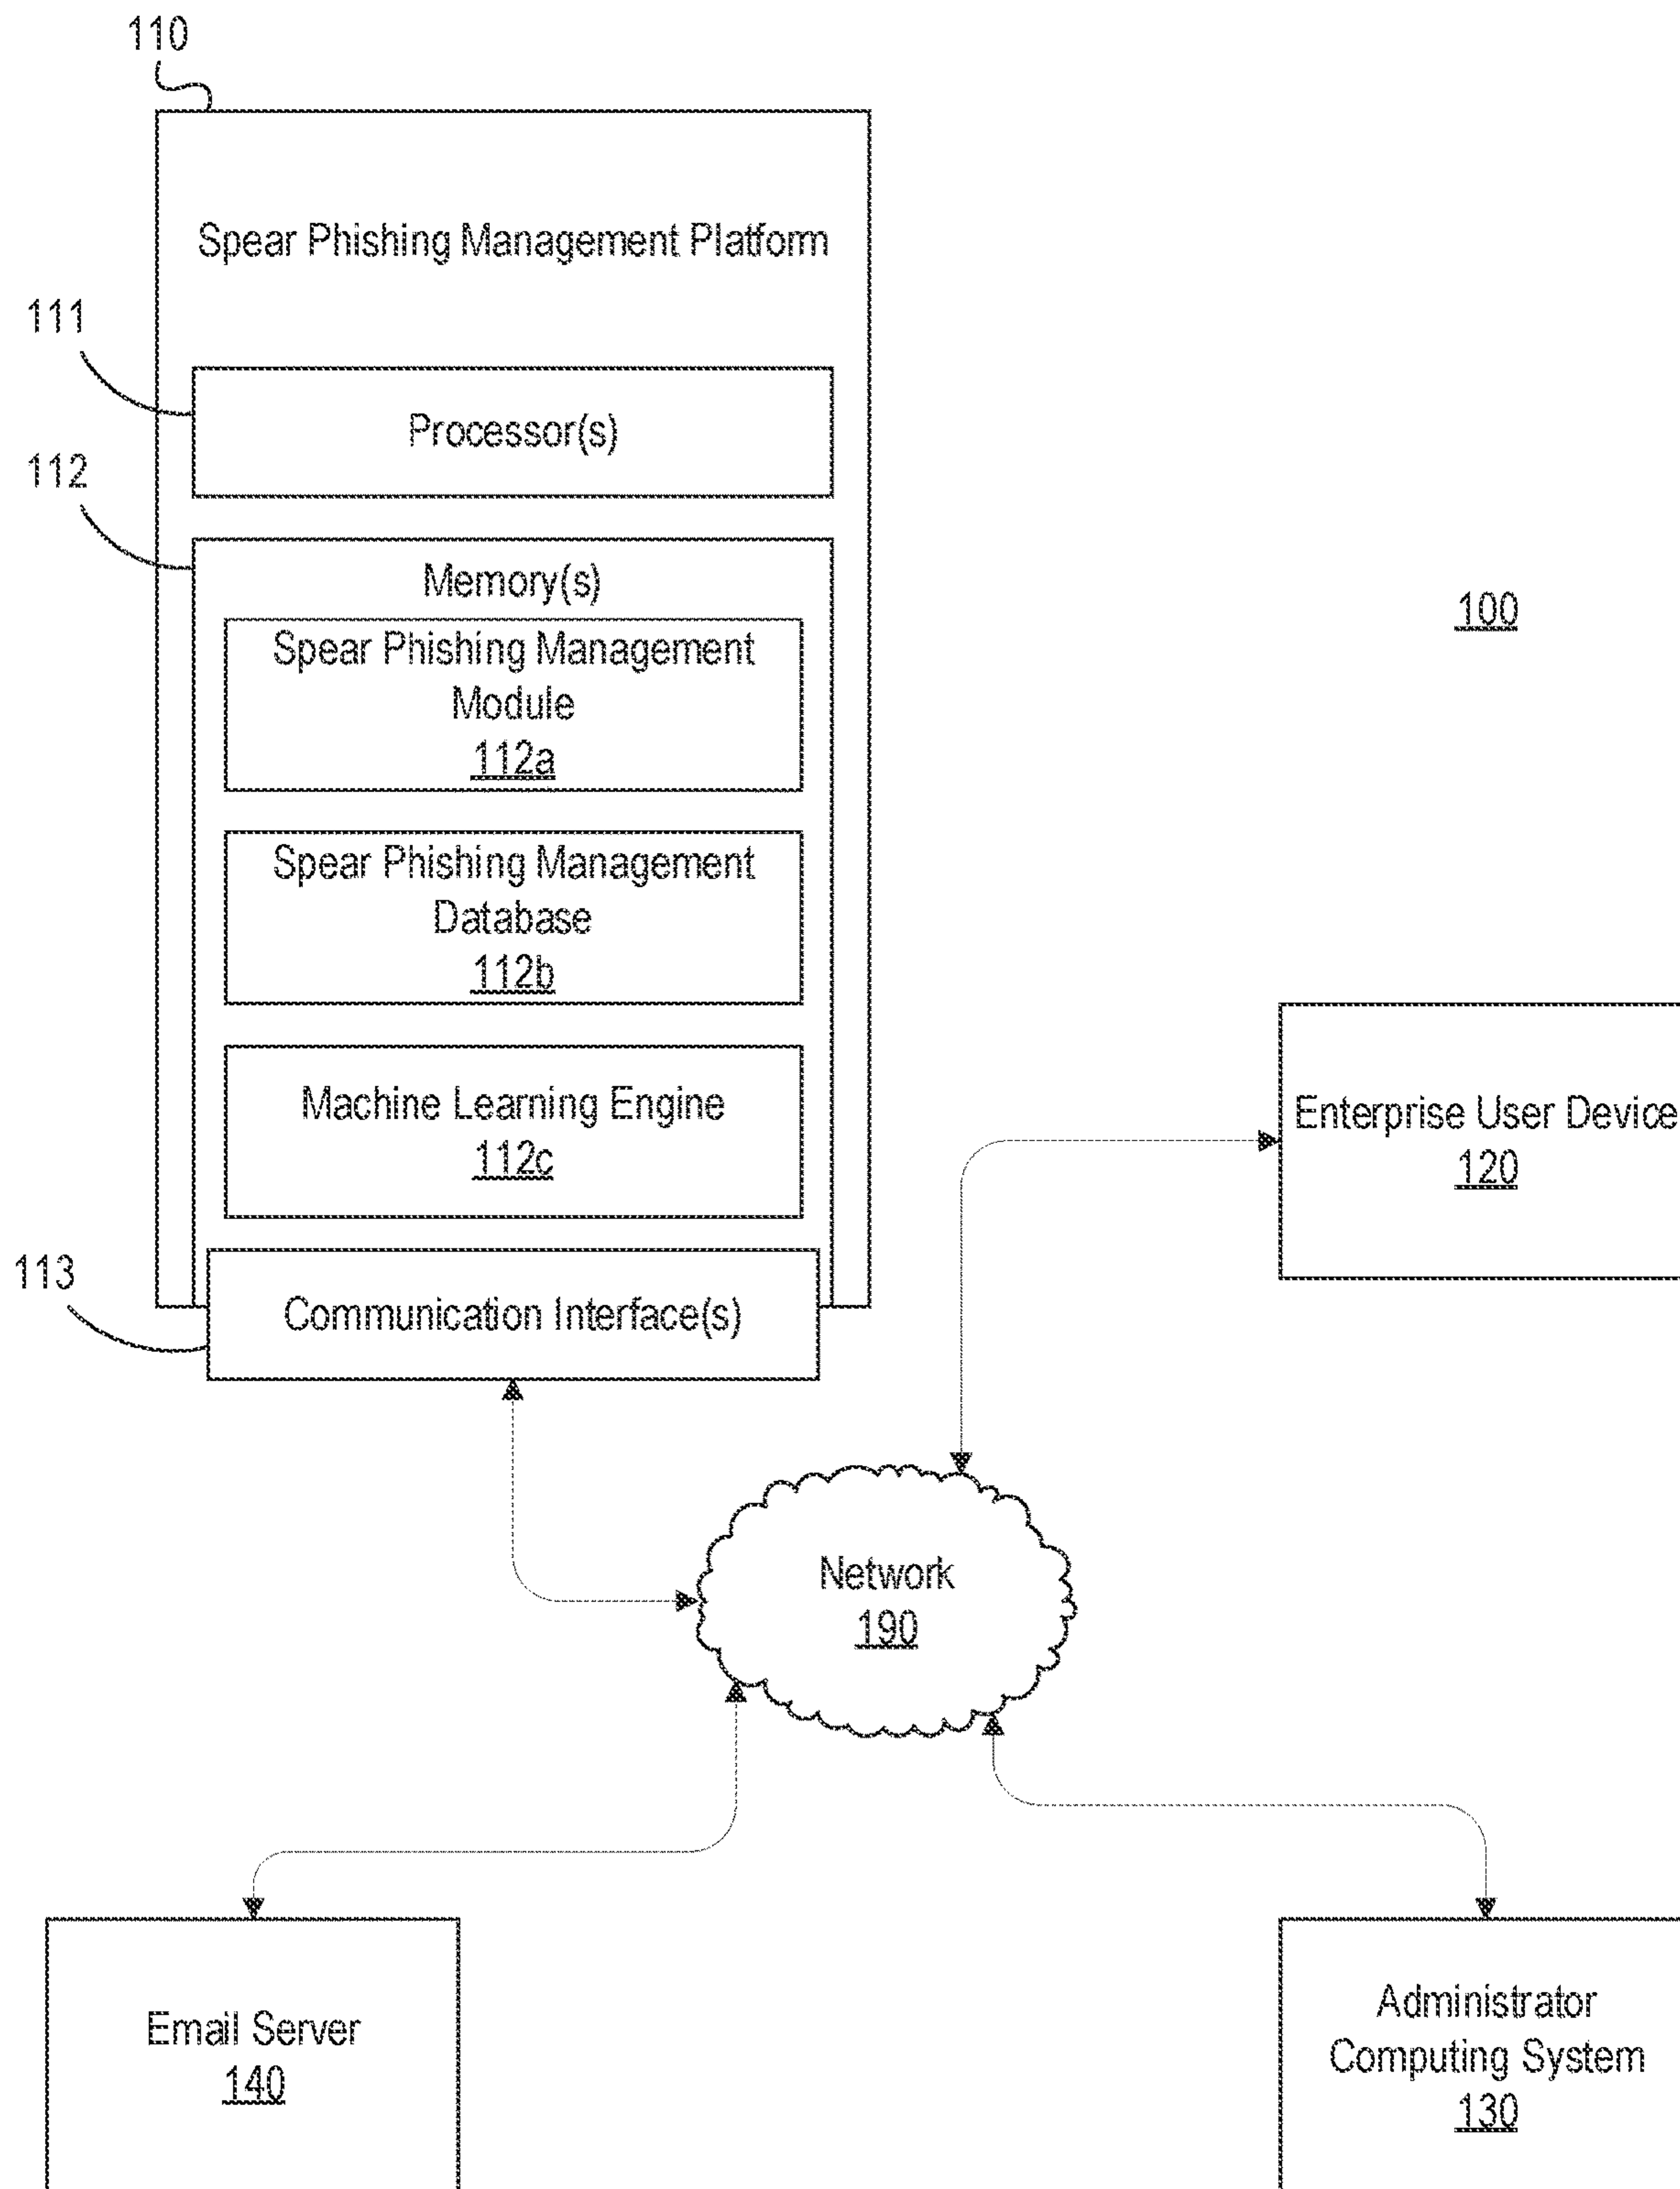 110
Spear Phishing Management Platform
111
Processor(s)
112
Memory(s)
100
Spear Phishing Management
Module
112a
Spear Phishing Management
Database
112b
Machine Learning Engine
112c
Enterprise User Device
120
113
Communication Interface(s)
Network
190
Email Server
140
Administrator
Computing System
130